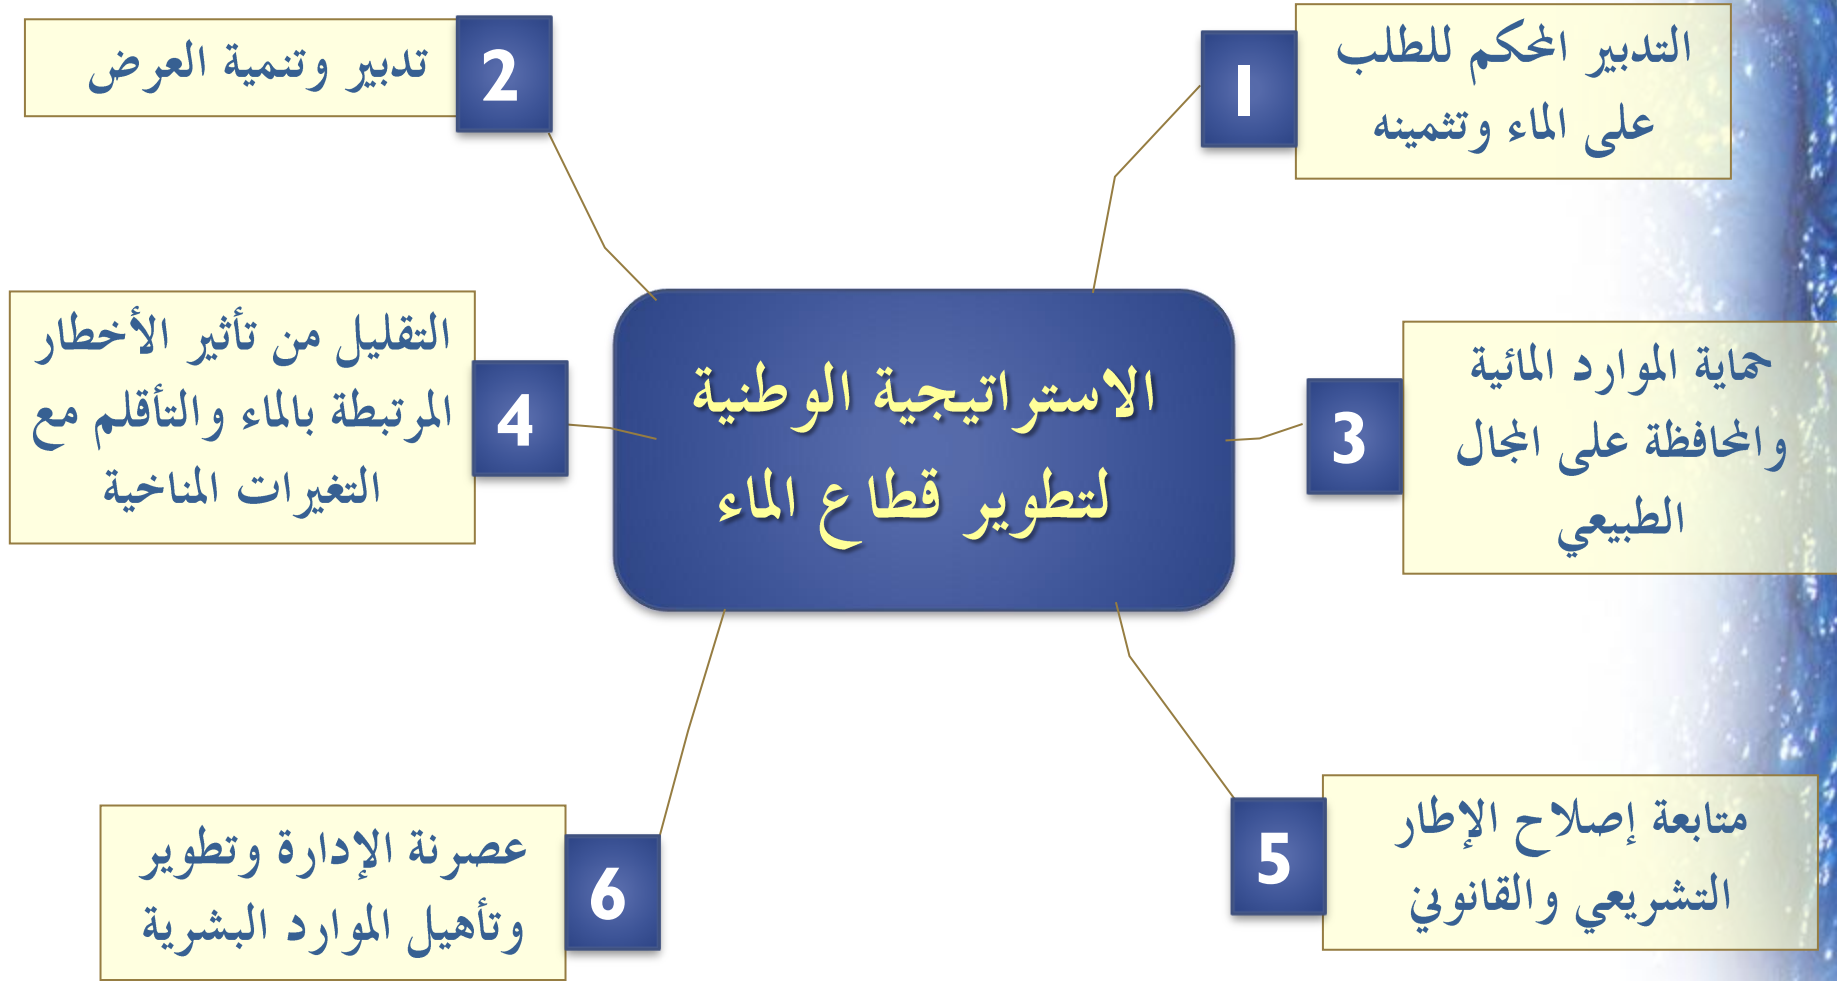 1
التدبير المحكم للطلب
على الماء وتثمينه
2
تدبير وتنمية العرض
الاستراتيجية الوطنية
لتطوير قطاع الماء
3
حماية الموارد المائية
والمحافظة على المجال
الطبيعي
4
التقليل من تأثير الأخطار
المرتبطة بالماء والتأقلم مع
التغيرات المناخية
5
متابعة إصلاح الإطار
التشريعي والقانوني
6
عصرنة الإدارة وتطوير
وتأهيل الموارد البشرية